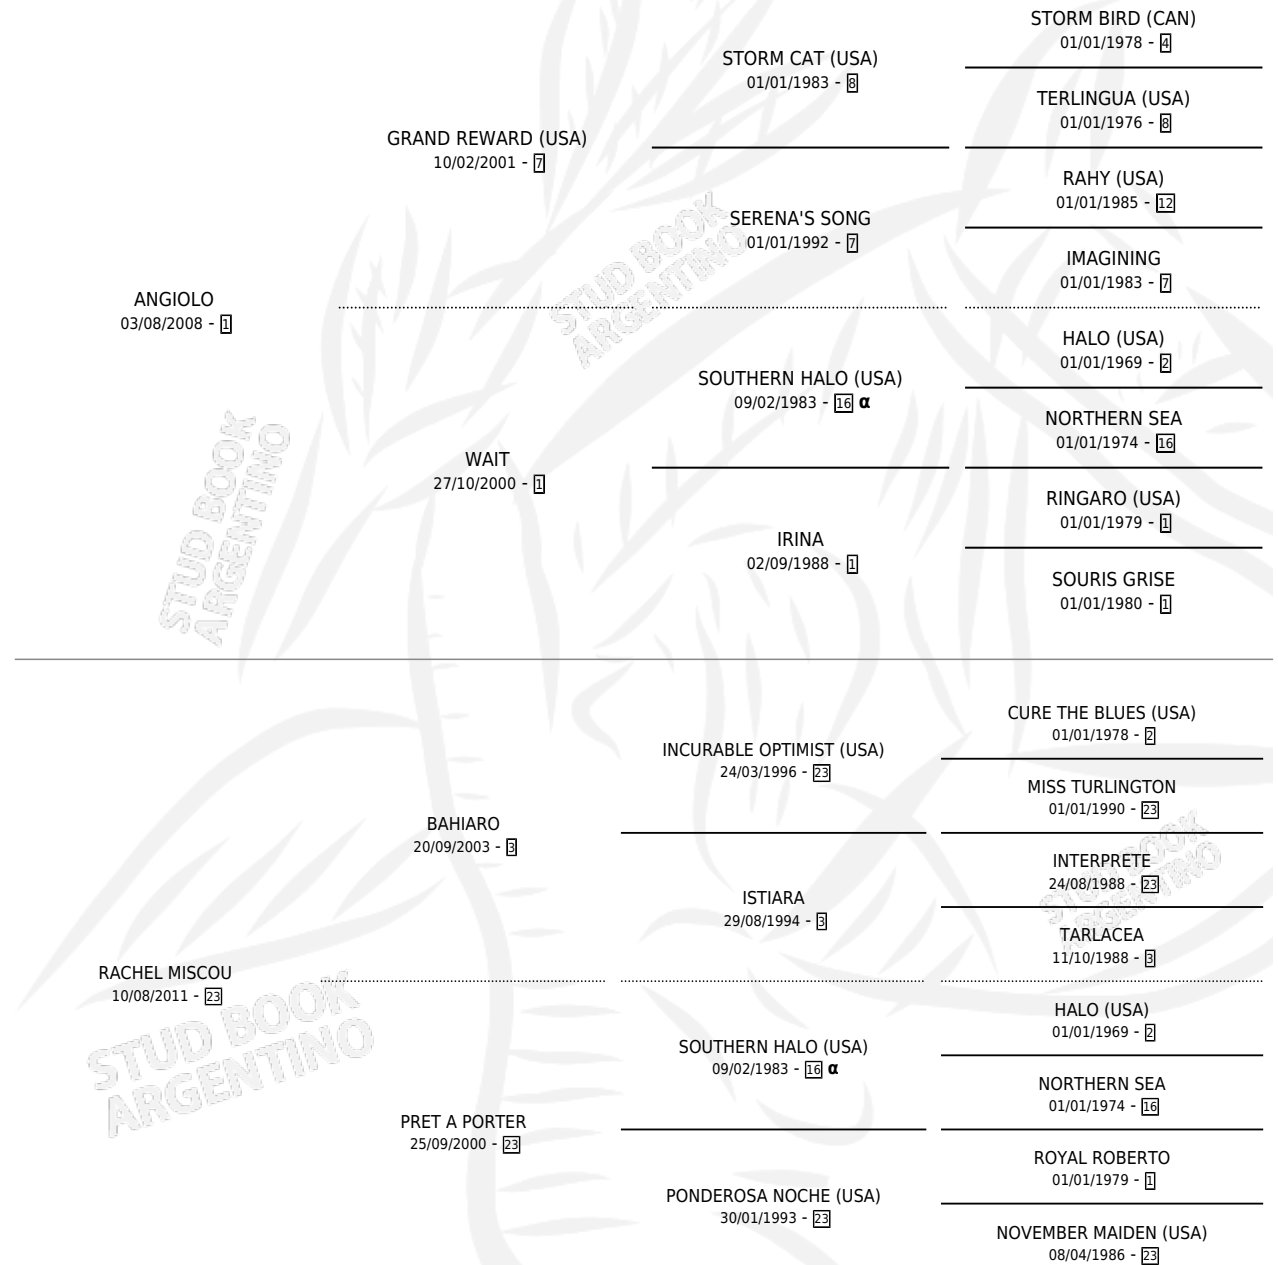 STORM BIRD (CAN)
01/01/1978 - 4
STORM CAT (USA)
01/01/1983 - 8
TERLINGUA (USA)
01/01/1976 - 8
GRAND REWARD (USA)
10/02/2001 - 7
RAHY (USA)
01/01/1985 - 12
SERENA'S SONG
01/01/1992 - 7
IMAGINING
01/01/1983 - 7
ANGIOLO
03/08/2008 - 1
HALO (USA)
01/01/1969 - 2
SOUTHERN HALO (USA)
09/02/1983 - 16 α
NORTHERN SEA
01/01/1974 - 16
WAIT
27/10/2000 - 1
RINGARO (USA)
01/01/1979 - 1
IRINA
02/09/1988 - 1
SOURIS GRISE
01/01/1980 - 1
CURE THE BLUES (USA)
01/01/1978 - 2
INCURABLE OPTIMIST (USA)
24/03/1996 - 23
MISS TURLINGTON
01/01/1990 - 23
BAHIARO
20/09/2003 - 3
INTERPRETE
24/08/1988 - 23
ISTIARA
29/08/1994 - 3
TARLACEA
11/10/1988 - 3
RACHEL MISCOU
10/08/2011 - 23
HALO (USA)
01/01/1969 - 2
SOUTHERN HALO (USA)
09/02/1983 - 16 α
NORTHERN SEA
01/01/1974 - 16
PRET A PORTER
25/09/2000 - 23
ROYAL ROBERTO
01/01/1979 - 1
PONDEROSA NOCHE (USA)
30/01/1993 - 23
NOVEMBER MAIDEN (USA)
08/04/1986 - 23
STUD BOOK
ARGENTINO
STUD BOOK
ARGENTINO
STUD BOOK
ARGENTINO
STUD BOOK
ARGENTINO